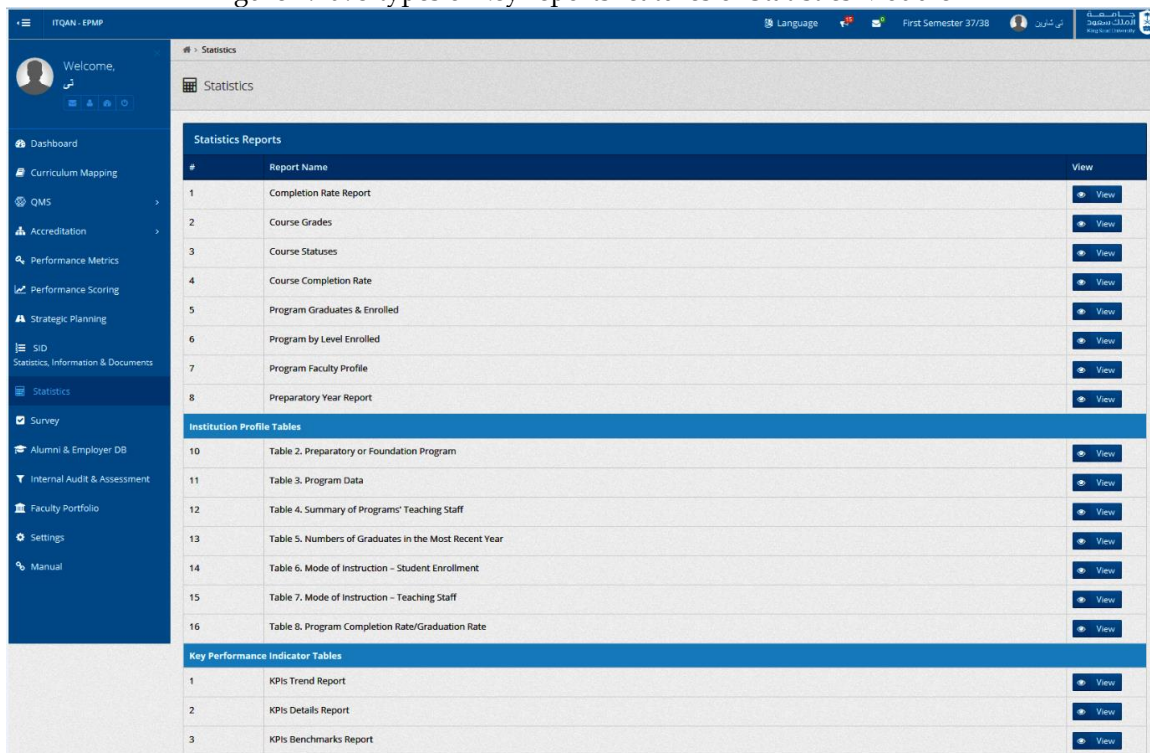 ITQAN - EPMP
Language
First Semester 37/38
جــامـعــة
الملك سعود
King Saud University
Welcome,
تى
Statistics
Statistics
Dashboard
Curriculum Mapping
QMS
Accreditation
Performance Metrics
Performance Scoring
Strategic Planning
SID
Statistics, Information & Documents
Statistics
Survey
Alumni & Employer DB
Internal Audit & Assessment
Faculty Portfolio
Settings
Manual
Statistics Reports
# Report Name View
1 Completion Rate Report View
2 Course Grades View
3 Course Statuses View
4 Course Completion Rate View
5 Program Graduates & Enrolled View
6 Program by Level Enrolled View
7 Program Faculty Profile View
8 Preparatory Year Report View
Institution Profile Tables
10 Table 2. Preparatory or Foundation Program View
11 Table 3. Program Data View
12 Table 4. Summary of Programs' Teaching Staff View
13 Table 5. Numbers of Graduates in the Most Recent Year View
14 Table 6. Mode of Instruction – Student Enrollment View
15 Table 7. Mode of Instruction – Teaching Staff View
16 Table 8. Program Completion Rate/Graduation Rate View
Key Performance Indicator Tables
1 KPIs Trend Report View
2 KPIs Details Report View
3 KPIs Benchmarks Report View